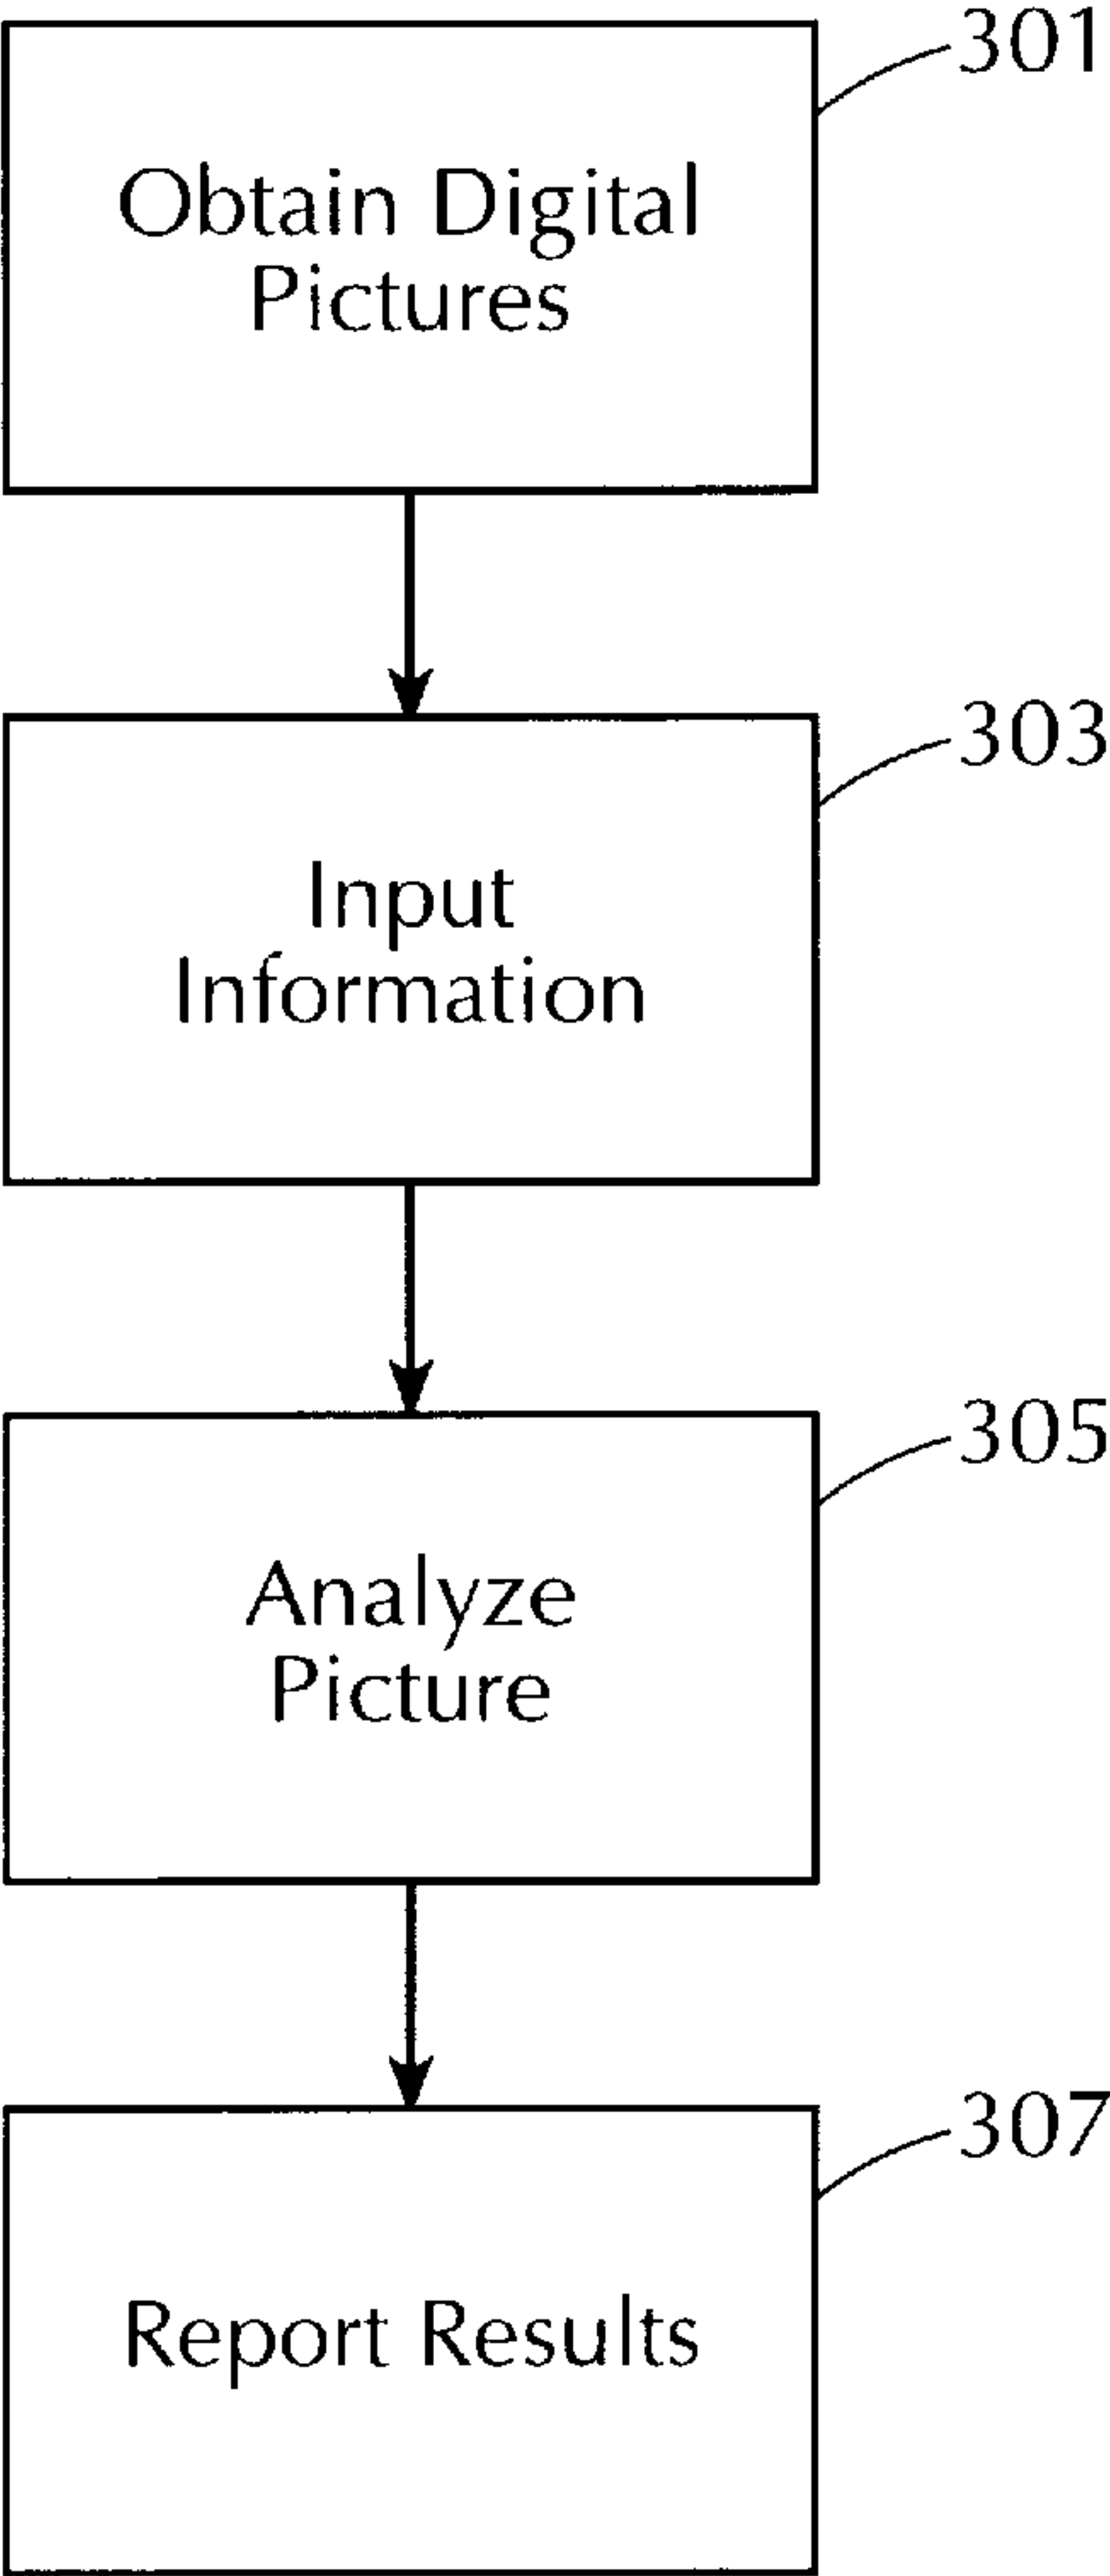 301
Obtain Digital
Pictures
303
Input
Information
305
Analyze
Picture
307
Report Results